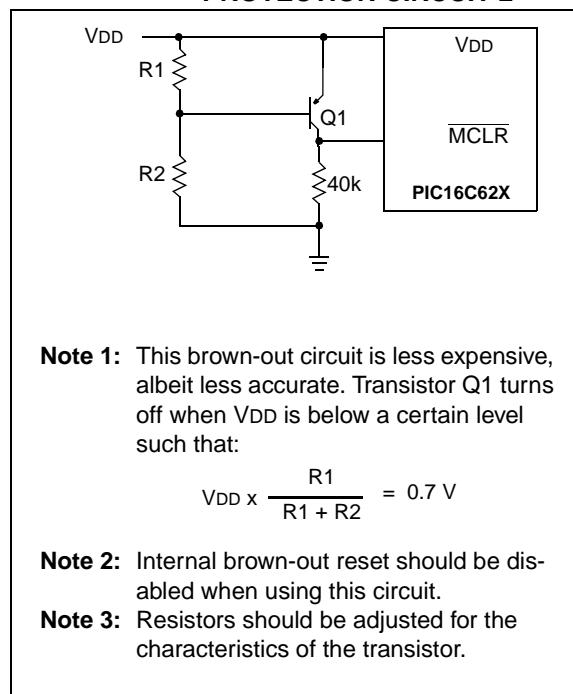 VDD
R1
R2
Q1
40k
VDD
MCLR
PIC16C62X
Note 1: This brown-out circuit is less expensive,
albeit less accurate. Transistor Q1 turns
off when VDD is below a certain level
such that:
VDD x R1 / R1 + R2 = 0.7 V
Note 2: Internal brown-out reset should be dis-
abled when using this circuit.
Note 3: Resistors should be adjusted for the
characteristics of the transistor.